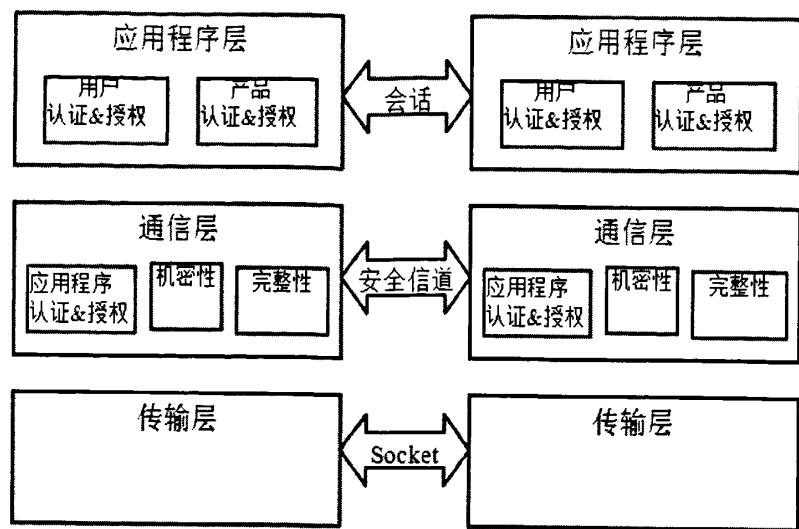 应用程序层
应用程序层
用户
认证&授权
产品
认证&授权
会话
用户
认证&授权
产品
认证&授权
通信层
通信层
应用程序
认证&授权
机密性
完整性
安全信道
应用程序
认证&授权
机密性
完整性
传输层
传输层
Socket